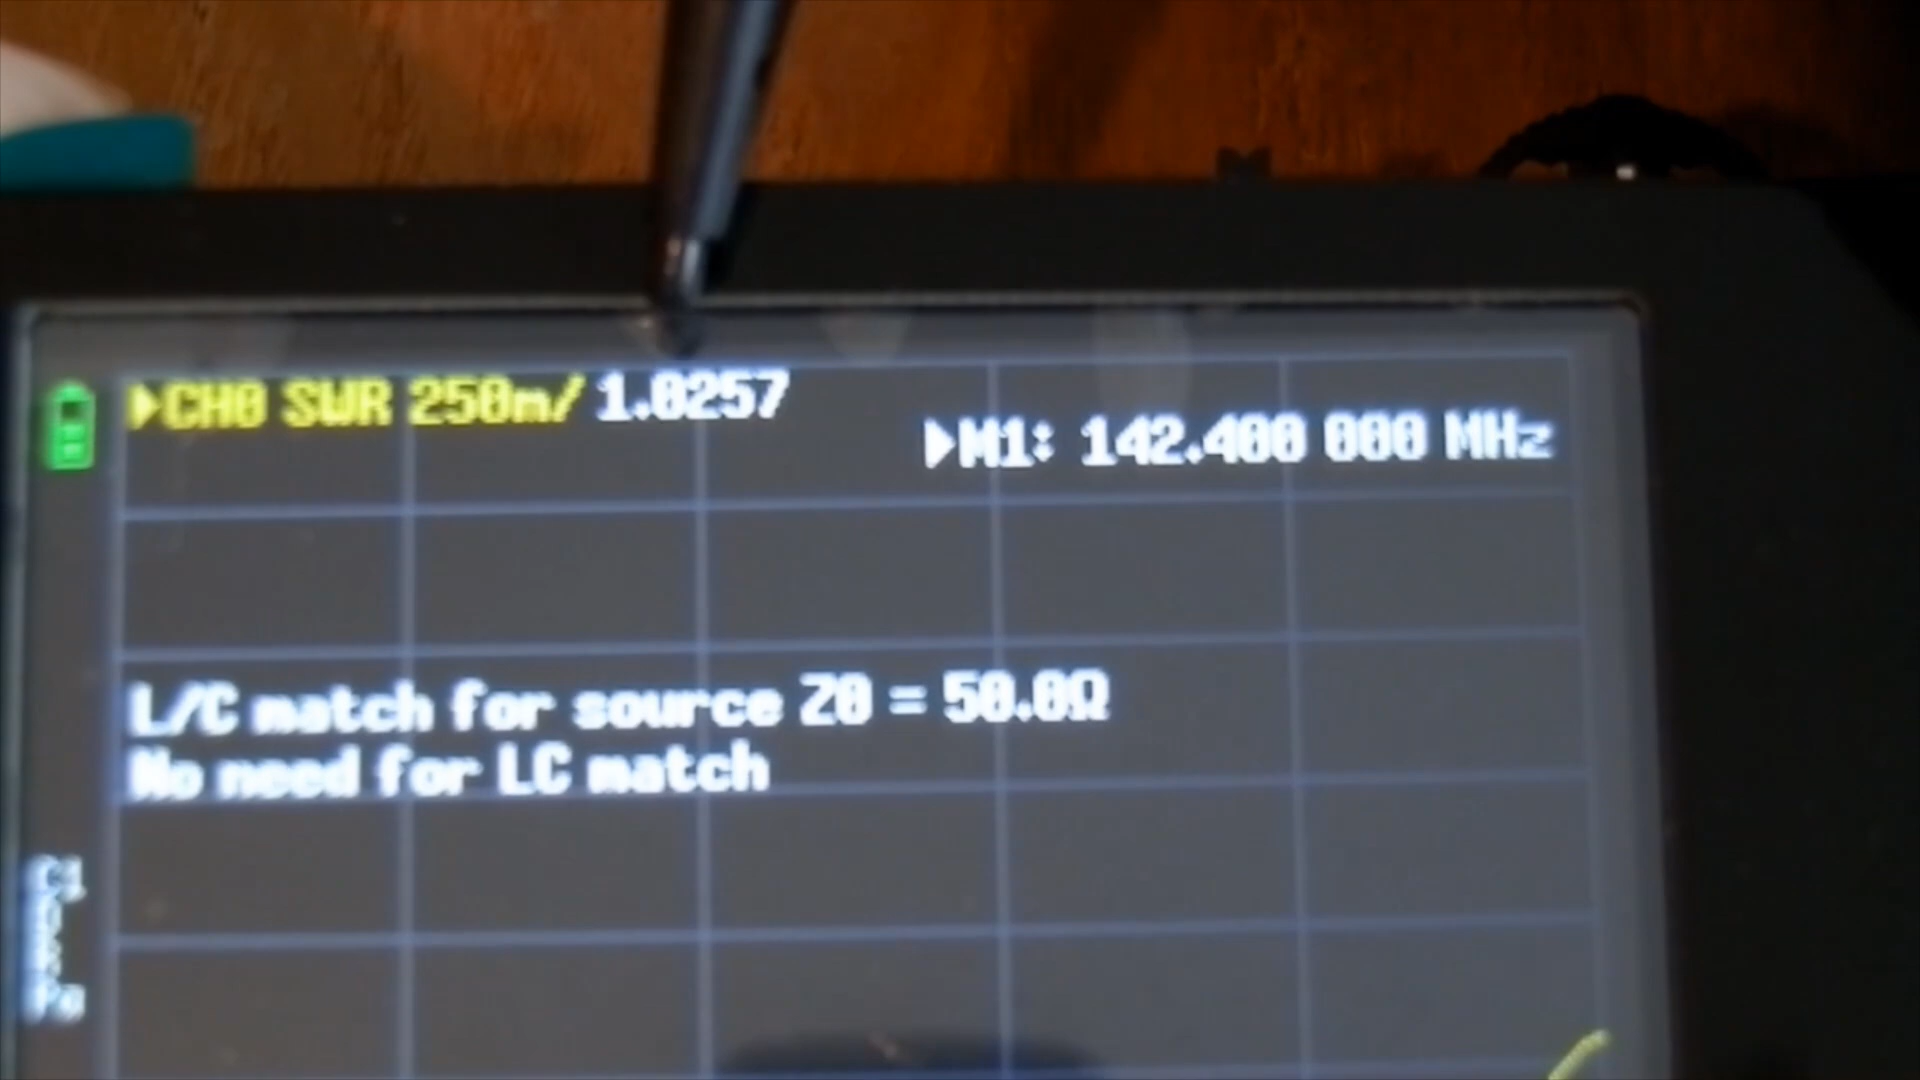 ▶CH0 SWR 250m/ 1.0257
▶M1: 142.400 000 MHz
L/C match for source Z0 = 50.0Ω
No need for LC match